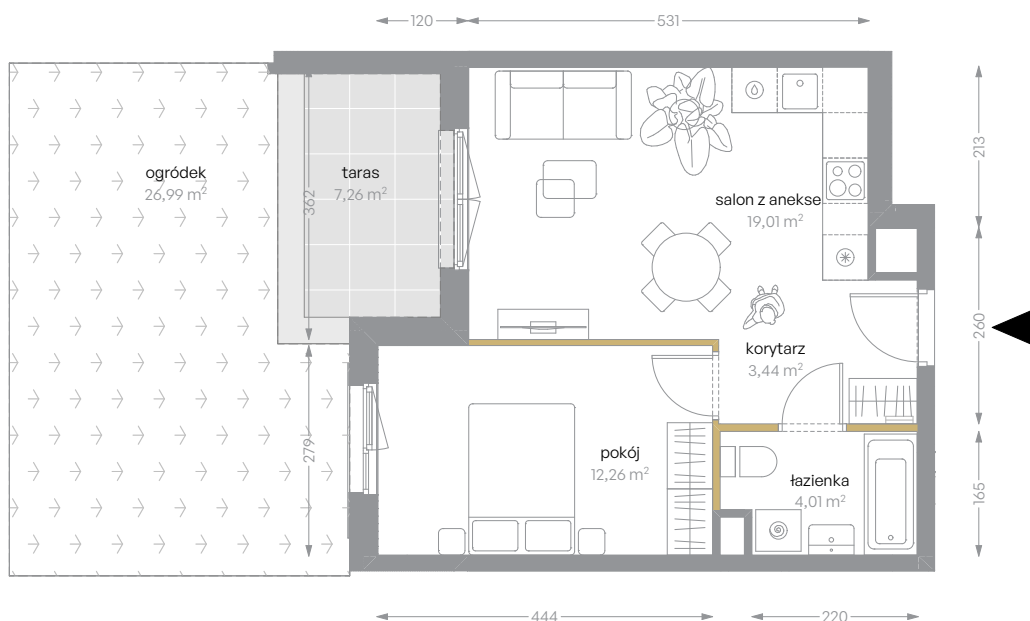 120
531
213
ogródek
26,99 m²
taras
7,26 m²
362
salon z anekse
19,01 m²
260
korytarz
3,44 m²
279
pokój
12,26 m²
łazienka
4,01 m²
165
444
220